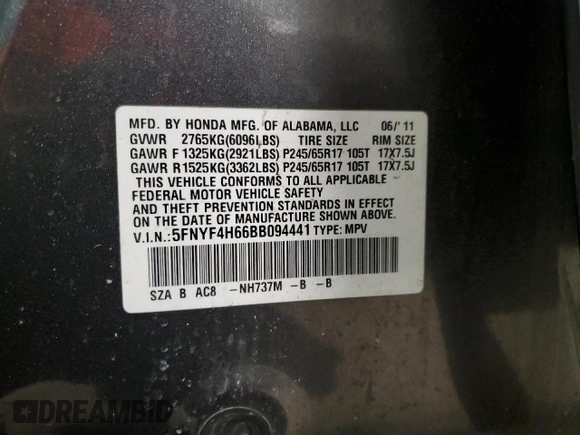 MFD. BY HONDA MFG. OF ALABAMA, LLC 06/'11
GVWR 2765KG(6096LBS) TIRE SIZE RIM SIZE
GAWR F 1325KG(2921LBS) P245/65R17 105T 17X7.5J
GAWR R 1525KG(3362LBS) P245/65R17 105T 17X7.5J
THIS VEHICLE CONFORMS TO ALL APPLICABLE
FEDERAL MOTOR VEHICLE SAFETY
AND THEFT PREVENTION STANDARDS IN EFFECT
ON THE DATE OF MANUFACTURE SHOWN ABOVE.
V.I.N.: 5FNYF4H66BB094441 TYPE: MPV
SZA B AC8 -NH737M -B -B
DREAMBID